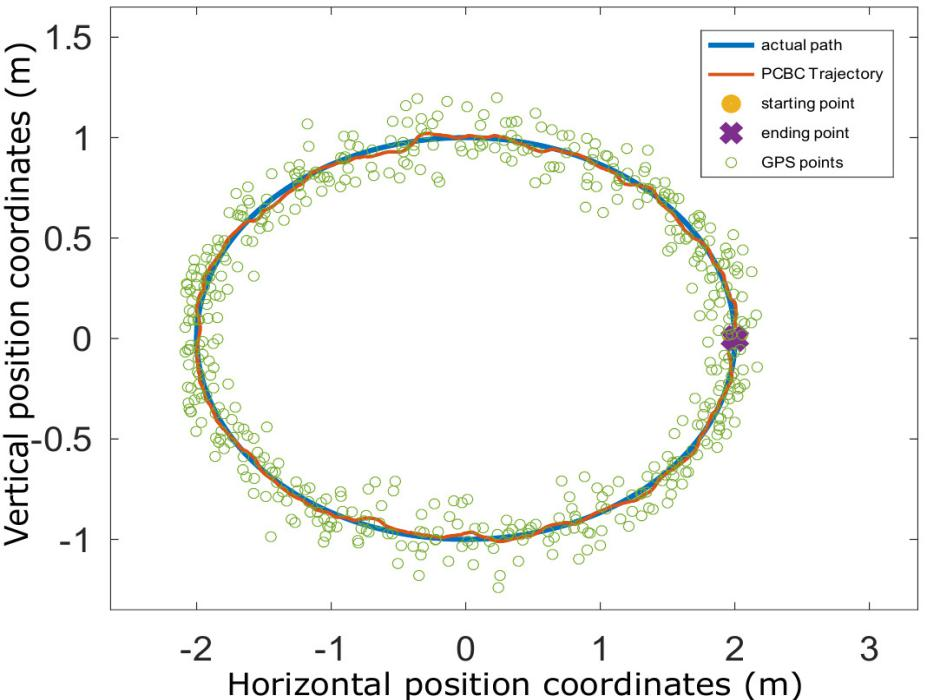 1.5
1
0.5
0
-0.5
-1
-2
-1
0
1
2
3
Vertical position coordinates (m)
Horizontal position coordinates (m)
actual path
PCBC Trajectory
starting point
ending point
GPS points